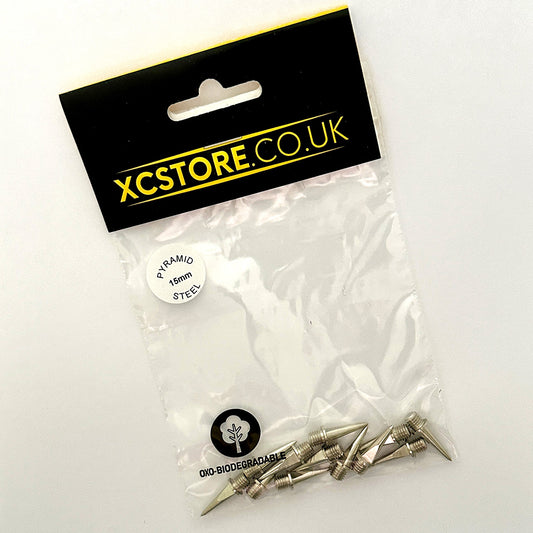 XCSTORE.CO.UK
PYRAMID
15mm
STEEL
OXO-BIODEGRADABLE